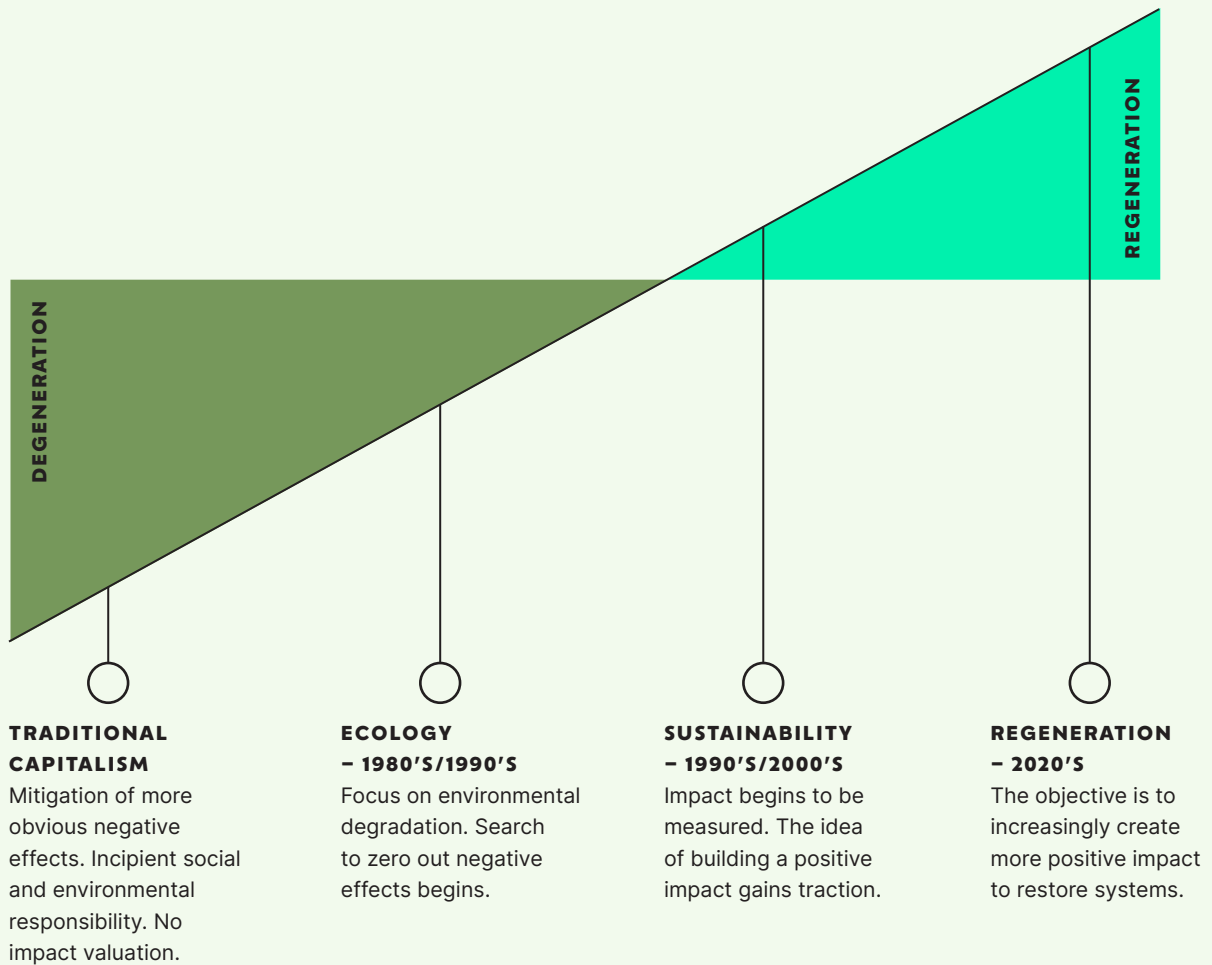 REGENERATION
DEGENERATION
TRADITIONAL
CAPITALISM
Mitigation of more
obvious negative
effects. Incipient social
and environmental
responsibility. No
impact valuation.
ECOLOGY
– 1980'S/1990'S
Focus on environmental
degradation. Search
to zero out negative
effects begins.
SUSTAINABILITY
– 1990'S/2000'S
Impact begins to be
measured. The idea
of building a positive
impact gains traction.
REGENERATION
– 2020'S
The objective is to
increasingly create
more positive impact
to restore systems.